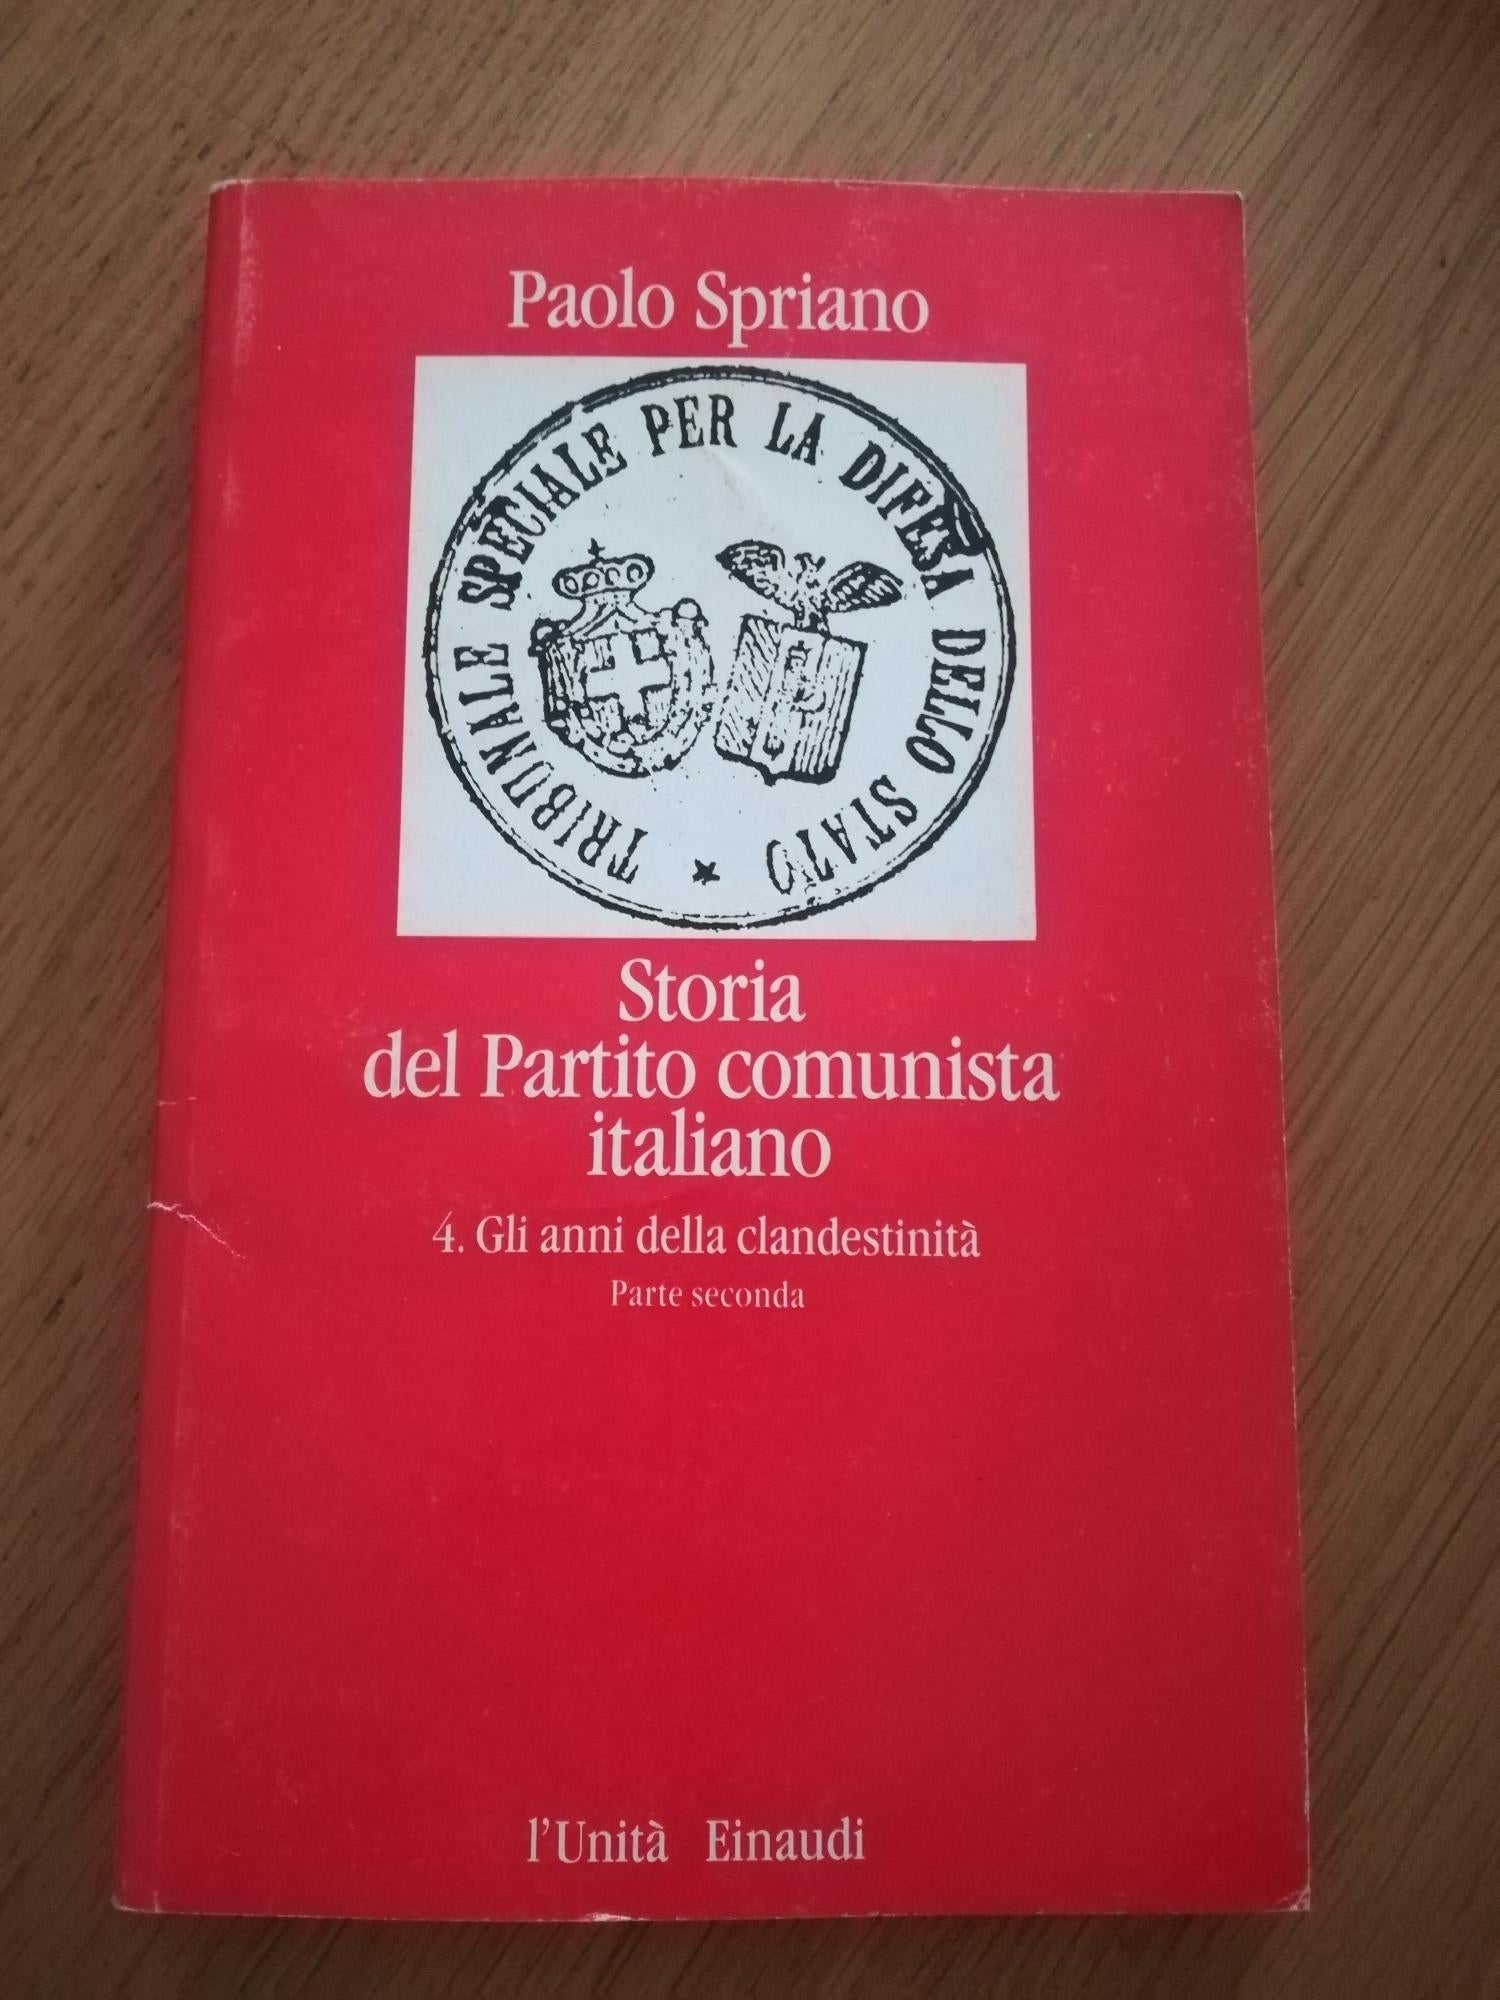 Paolo Spriano
TRIBUNALE SPECIALE PER LA DIFESA DELLO STATO
Storia
del Partito comunista
italiano
4. Gli anni della clandestinità
Parte seconda
l'Unità Einaudi